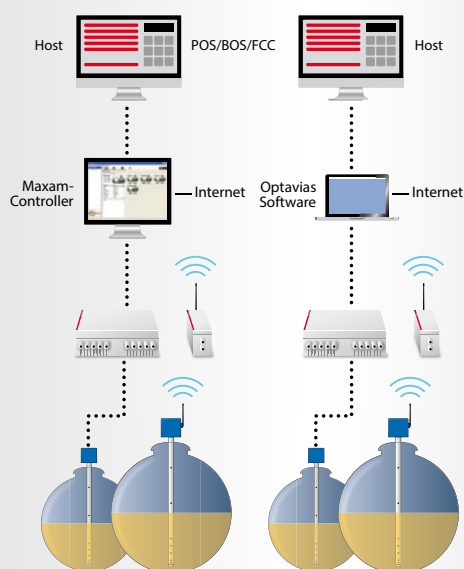 Host
POS/BOS/FCC
Host
Maxam-
Controller
Internet
Optavias
Software
Internet